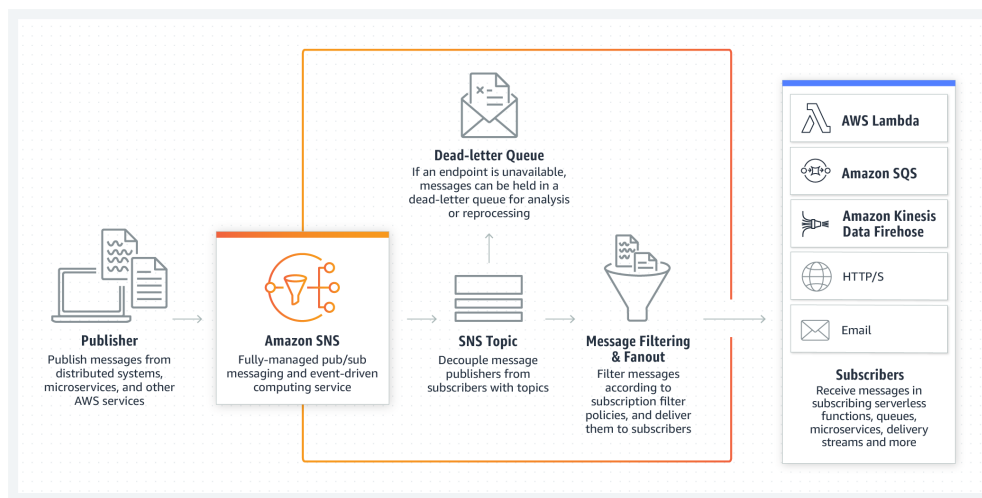 Publisher
Publish messages from
distributed systems,
microservices, and other
AWS services
Amazon SNS
Fully-managed pub/sub
messaging and event-driven
computing service
Dead-letter Queue
If an endpoint is unavailable,
messages can be held in a
dead-letter queue for analysis
or reprocessing
SNS Topic
Decouple message
publishers from
subscribers with topics
Message Filtering
& Fanout
Filter messages
according to
subscription filter
policies, and deliver
them to subscribers
AWS Lambda
Amazon SQS
Amazon Kinesis
Data Firehose
HTTP/S
Email
Subscribers
Receive messages in
subscribing serverless
functions, queues,
microservices, delivery
streams and more